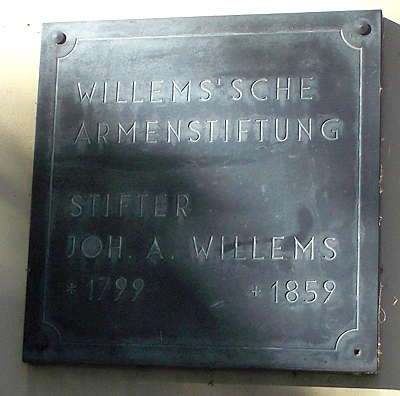 WILLEMS'SCHE
ARMENSTIFTUNG
STIFTER
JOH. A. WILLEMS
* 1799 + 1859